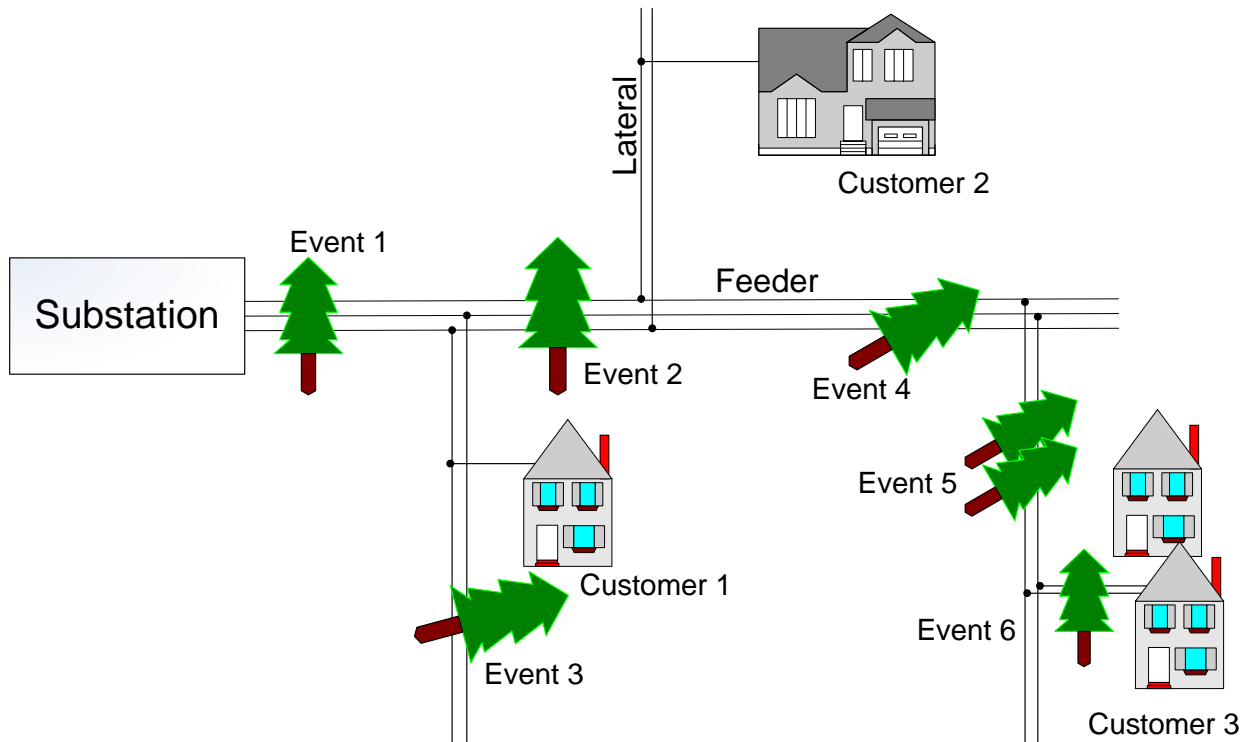 Lateral
Customer 2
Event 1
Substation
Feeder
Event 2
Event 4
Event 5
Customer 1
Event 3
Event 6
Customer 3